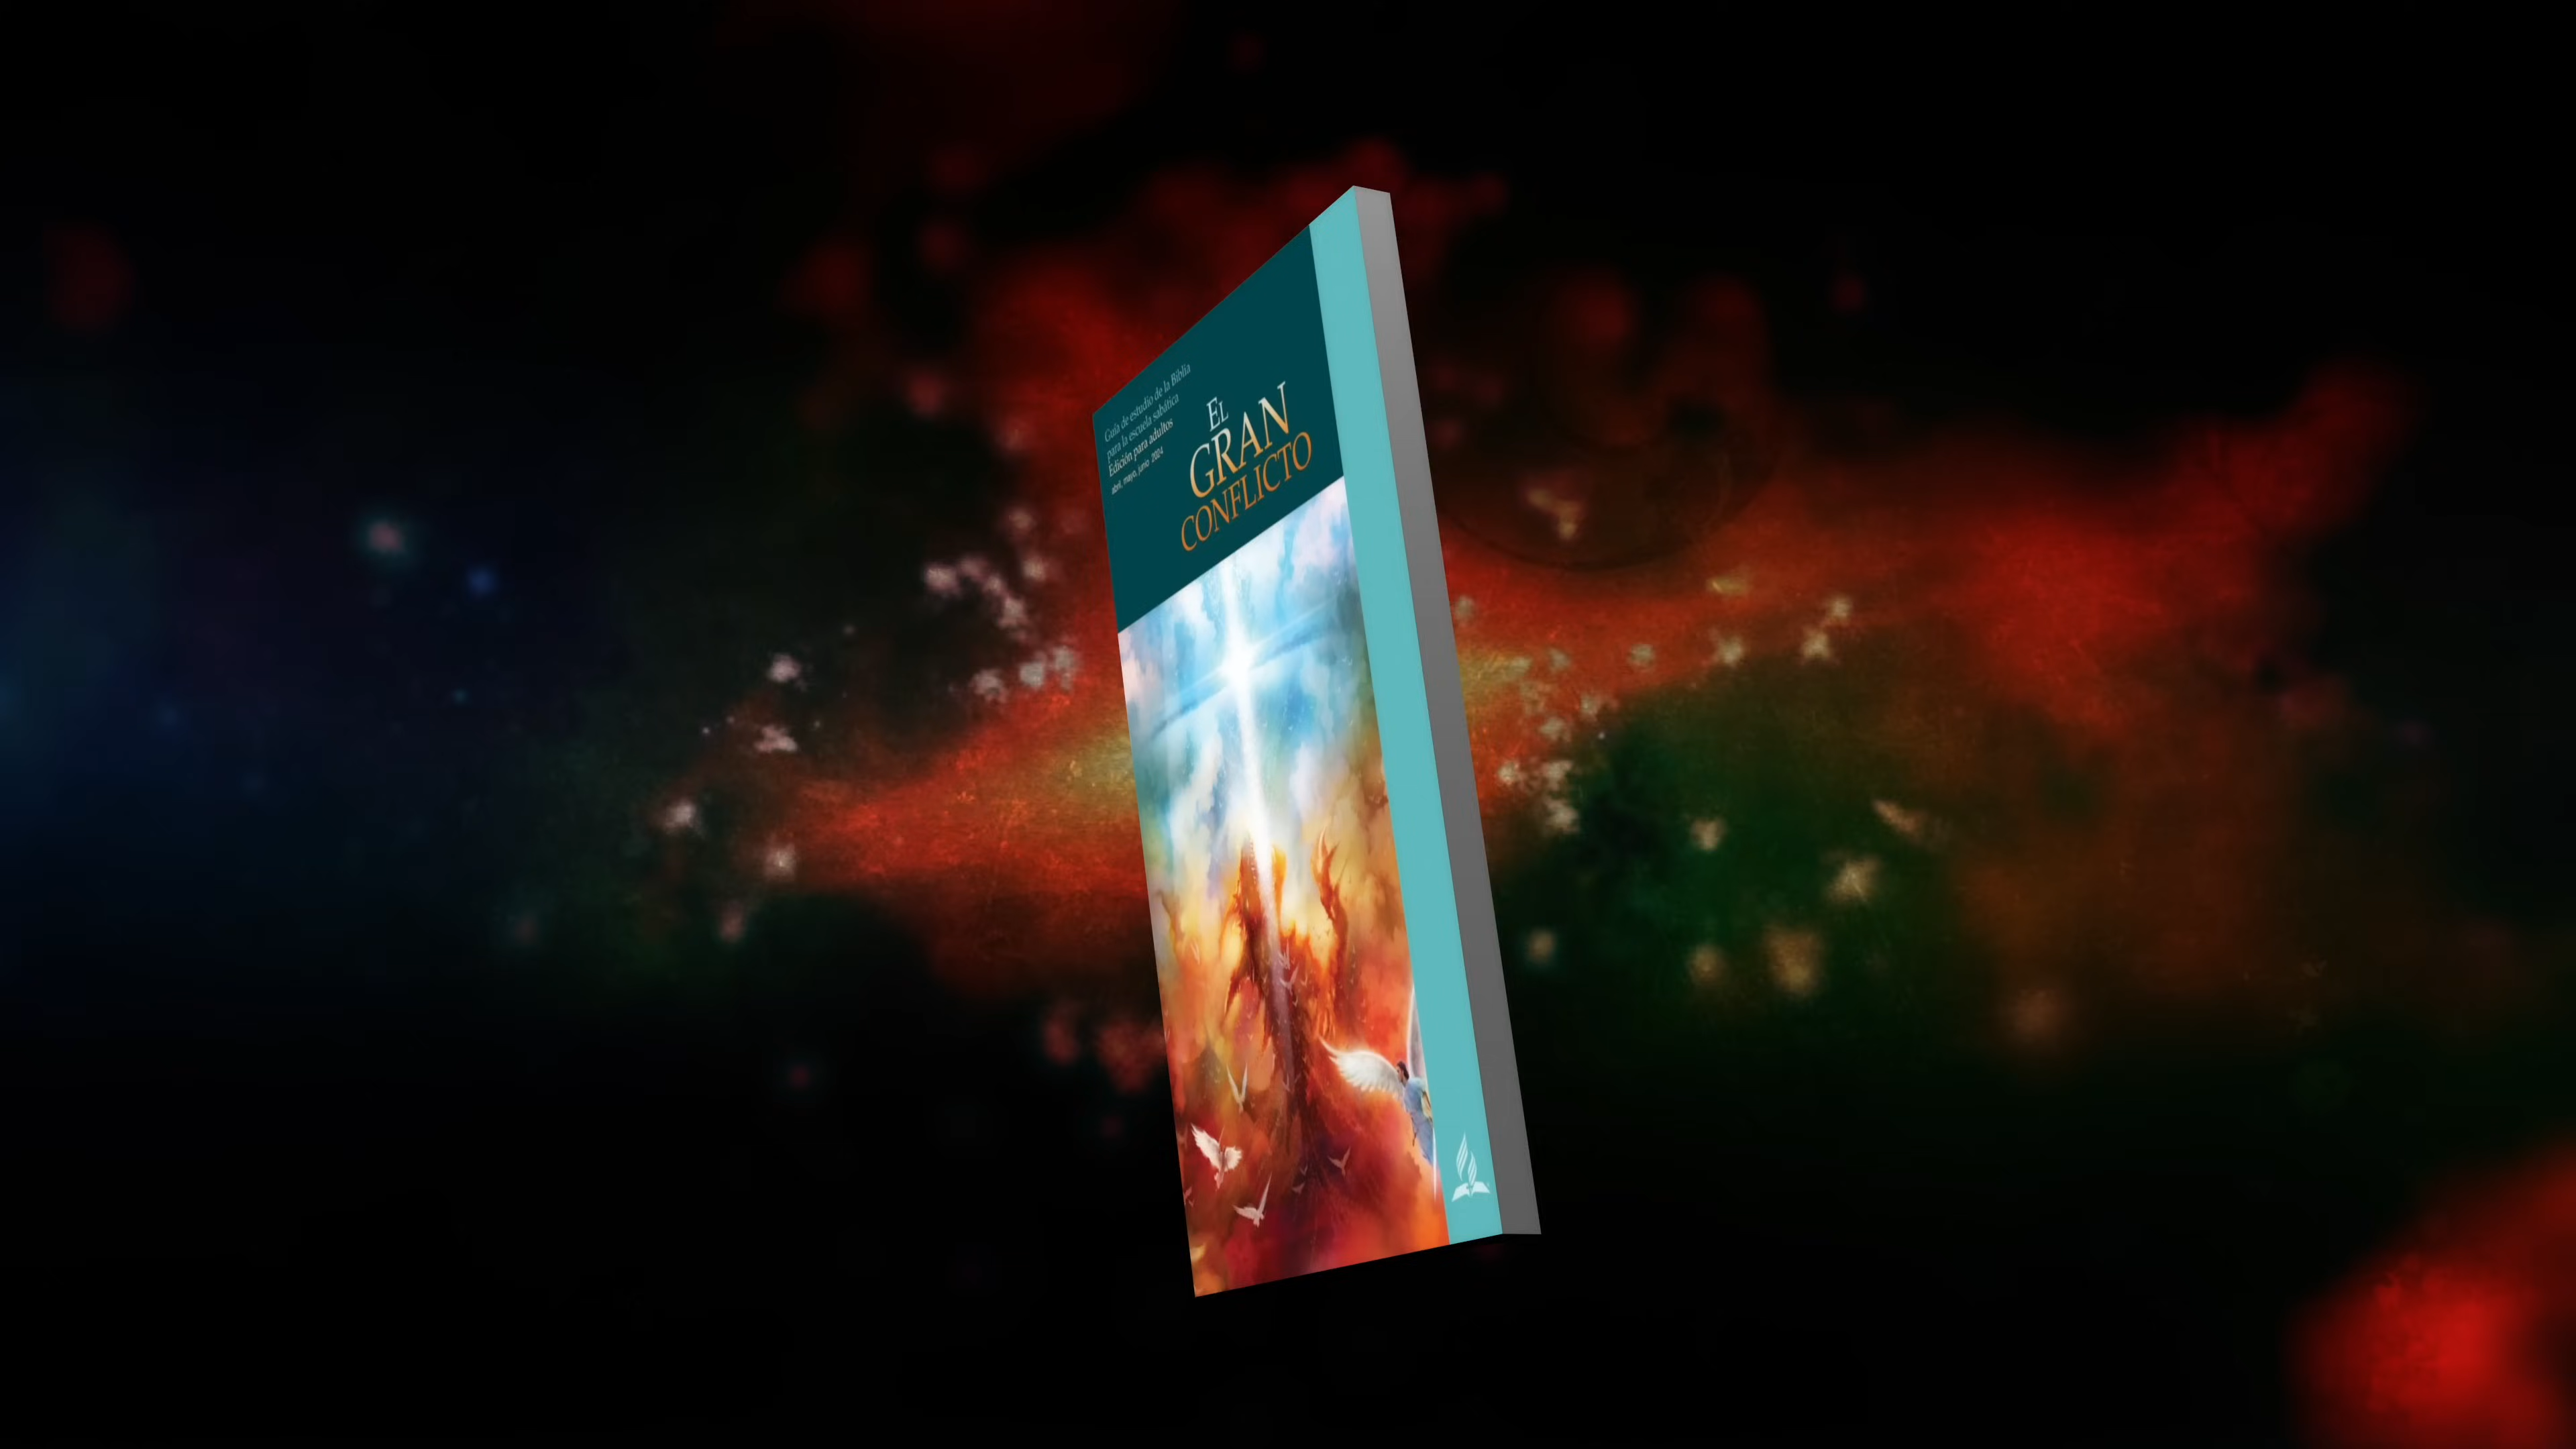 Guía de estudio de la Biblia
para la escuela sabática
Edición para adultos
abril, mayo, junio 2024
EL
GRAN
CONFLICTO